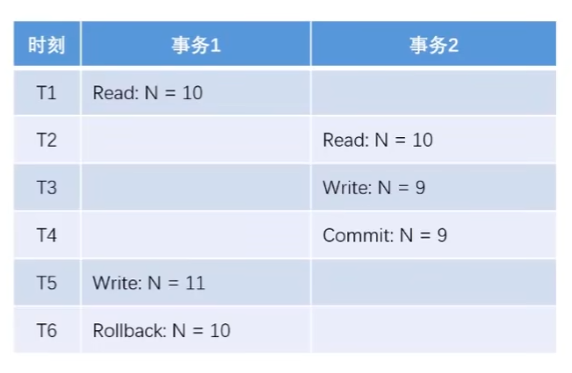 时刻 事务1 事务2
T1 Read: N = 10
T2 Read: N = 10
T3 Write: N = 9
T4 Commit: N = 9
T5 Write: N = 11
T6 Rollback: N = 10